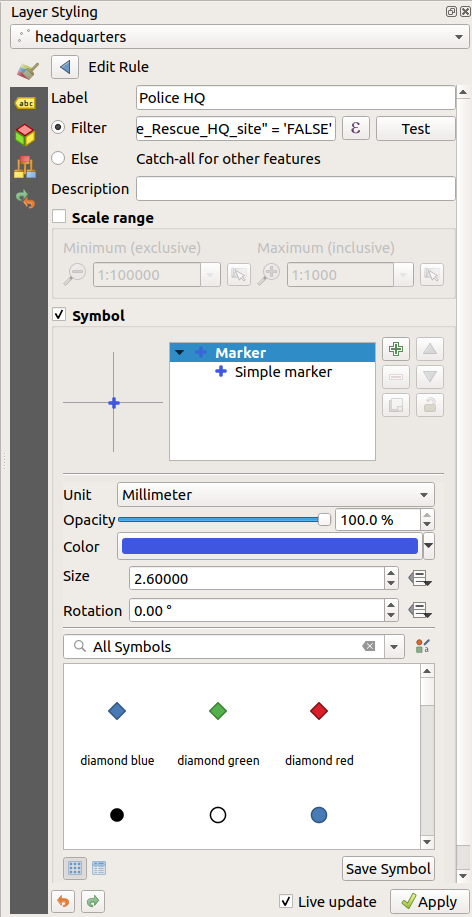 Layer Styling
headquarters
abc
Edit Rule
Label Police HQ
Filter e_Rescue_HQ_site" = 'FALSE' ε Test
Else Catch-all for other features
Description
Scale range
Minimum (exclusive) Maximum (inclusive)
1:100000 1:1000
Symbol
Marker
Simple marker
Unit Millimeter
Opacity 100.0 %
Color
Size 2.60000
Rotation 0.00 °
All Symbols
a
diamond blue diamond green diamond red
Save Symbol
Live update Apply